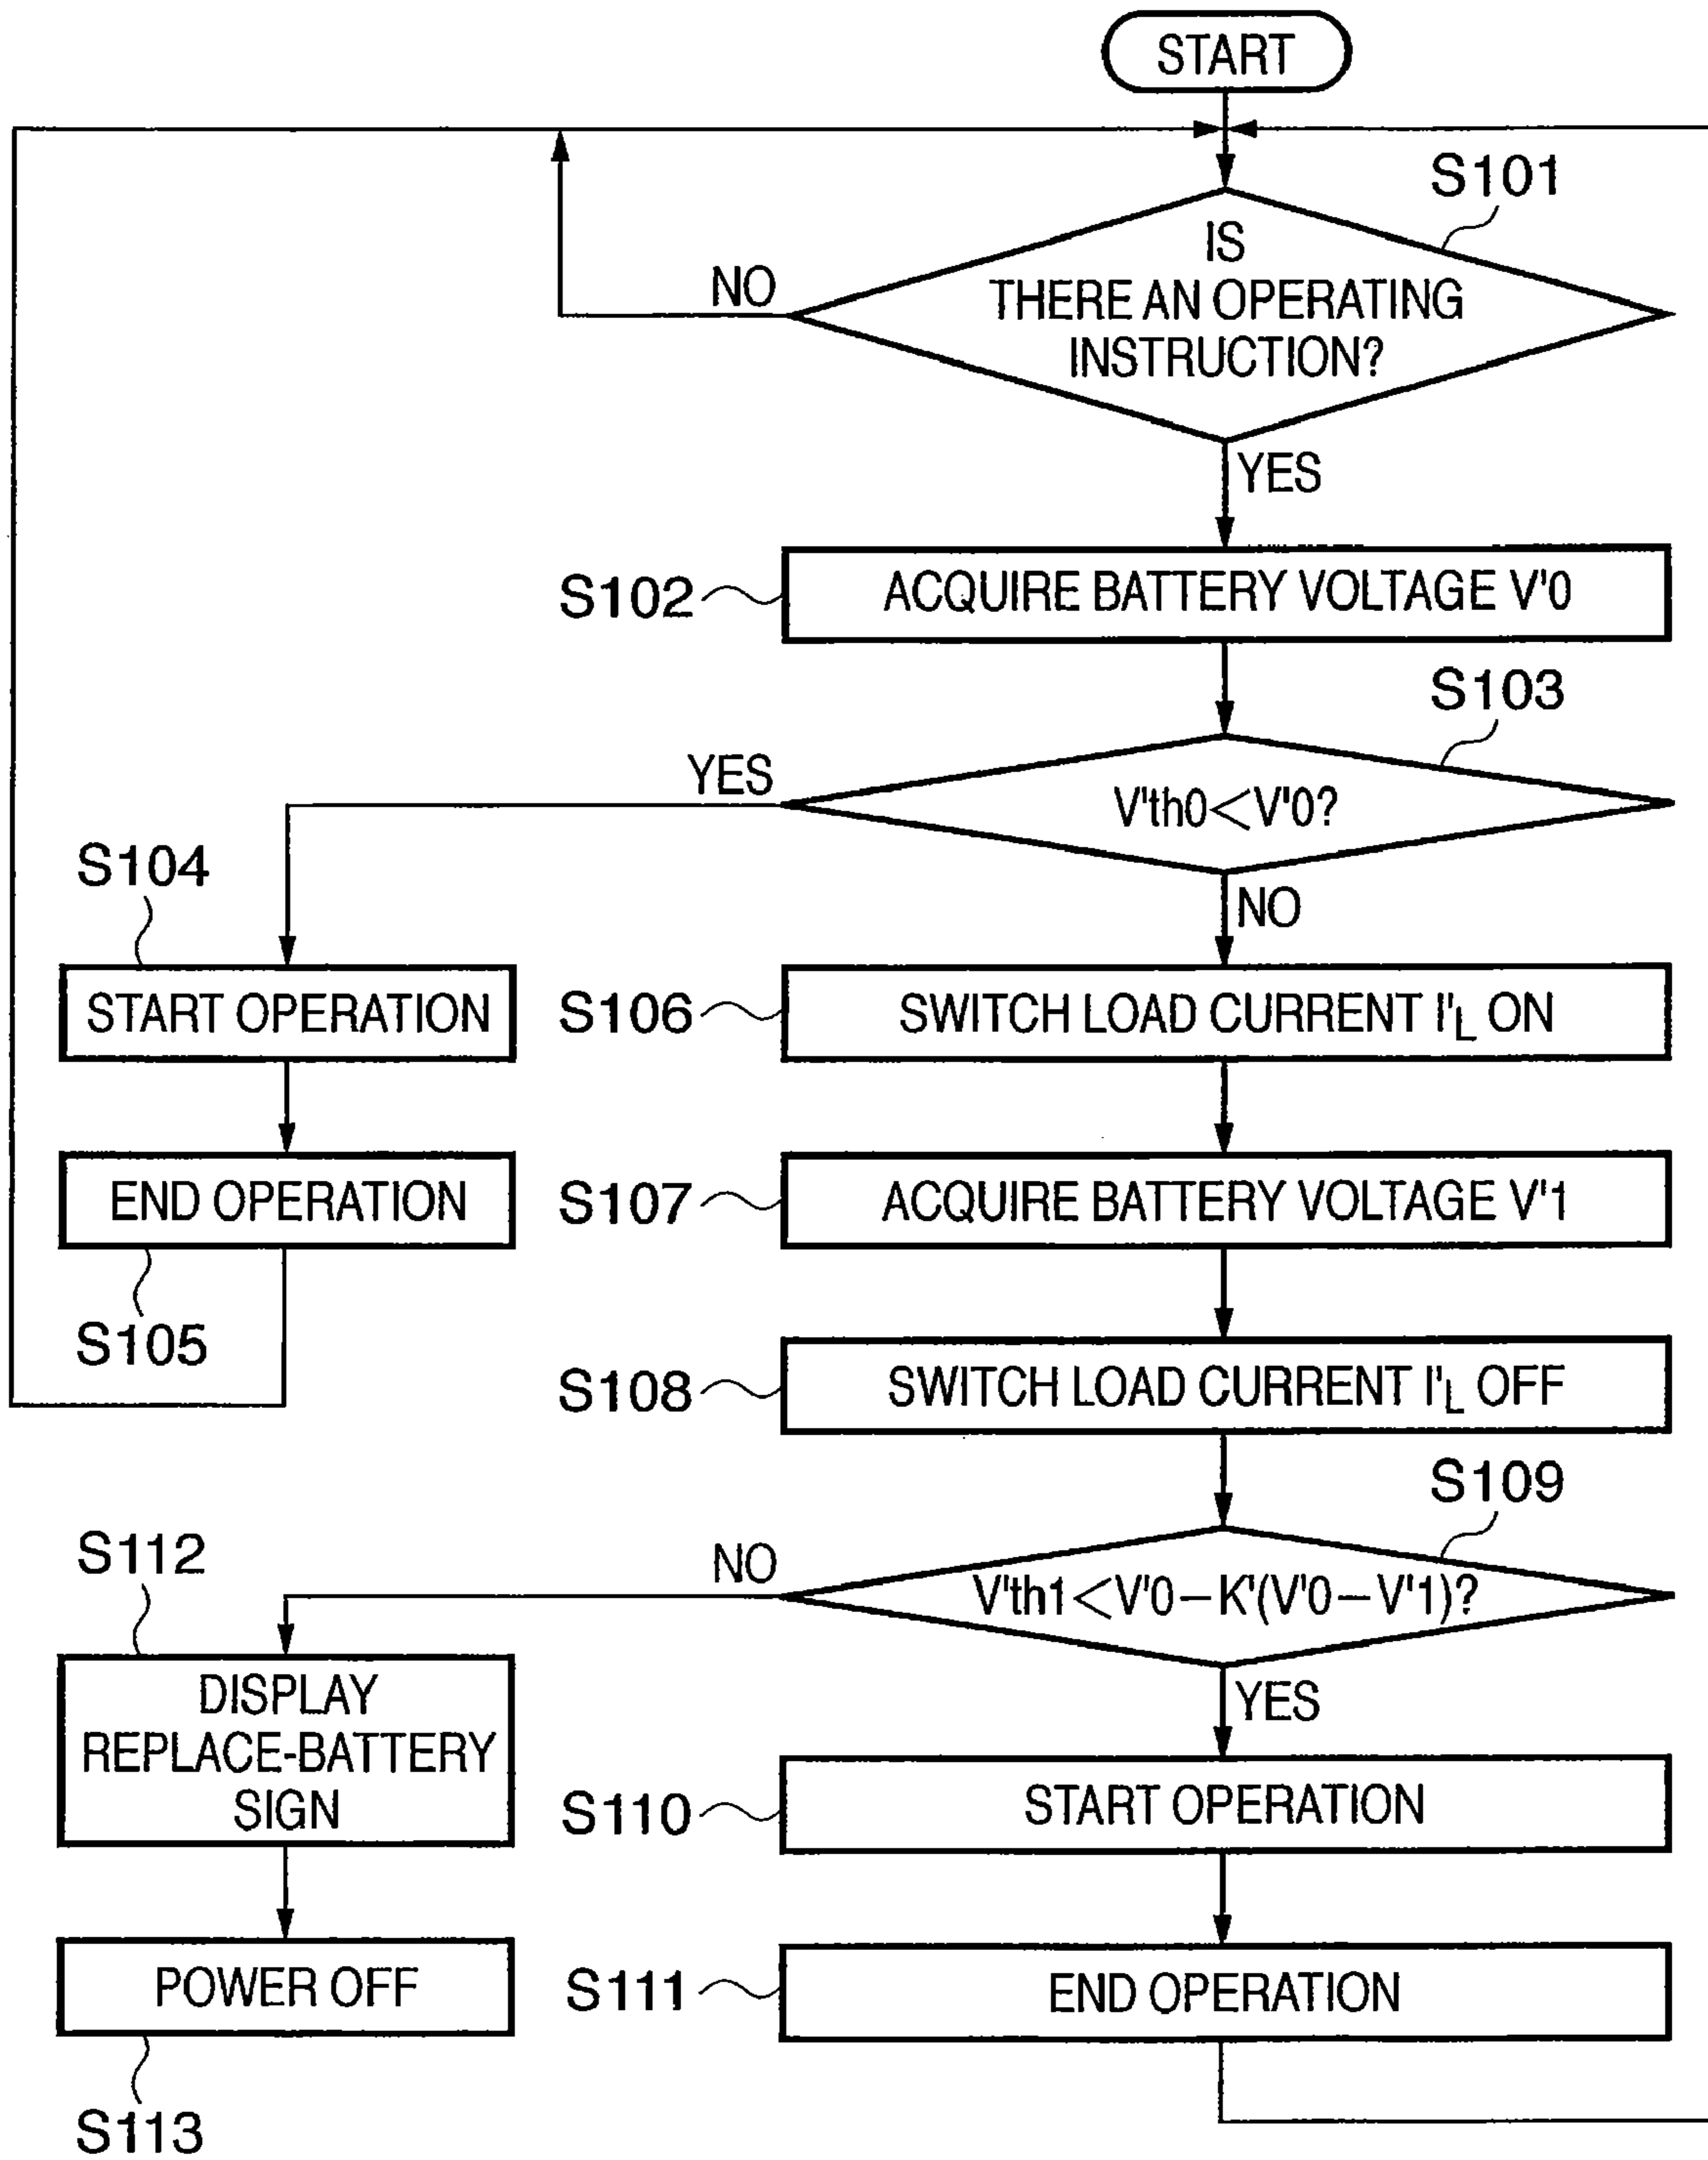 START
S101
IS
THERE AN OPERATING
INSTRUCTION?
NO
YES
S102
ACQUIRE BATTERY VOLTAGE V'0
S103
V'th0<V'0?
YES
NO
S104
START OPERATION
S106
SWITCH LOAD CURRENT I'L ON
END OPERATION
S105
S107
ACQUIRE BATTERY VOLTAGE V'1
S108
SWITCH LOAD CURRENT I'L OFF
S109
V'th1<V'0–K'(V'0–V'1)?
NO
YES
S112
DISPLAY
REPLACE-BATTERY
SIGN
S110
START OPERATION
POWER OFF
S113
S111
END OPERATION